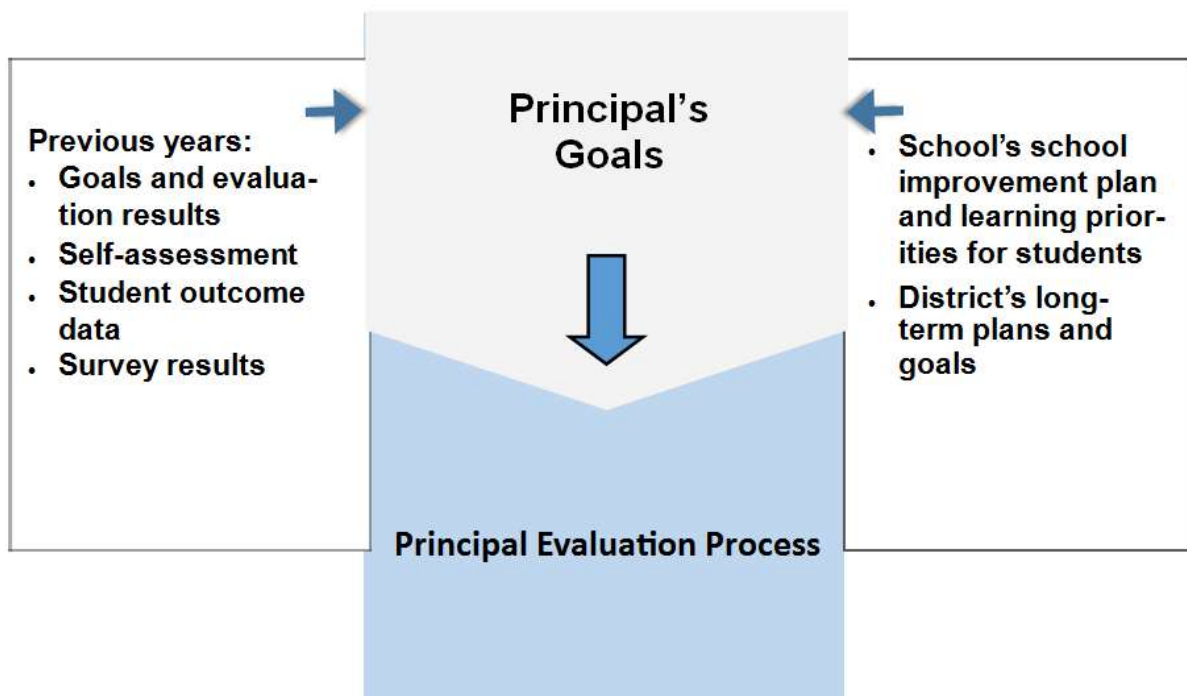 Principal's
Goals
Previous years:
• Goals and evalua-
tion results
• Self-assessment
• Student outcome
data
• Survey results
• School's school
improvement plan
and learning prior-
ities for students
• District's long-
term plans and
goals
Principal Evaluation Process